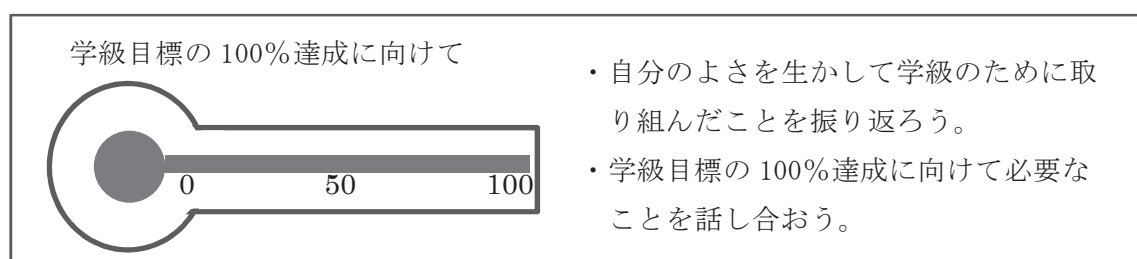 学級目標の 100%達成に向けて
0 50 100
・自分のよさを生かして学級のために取
り組んだことを振り返ろう。
・学級目標の 100%達成に向けて必要な
ことを話し合おう。